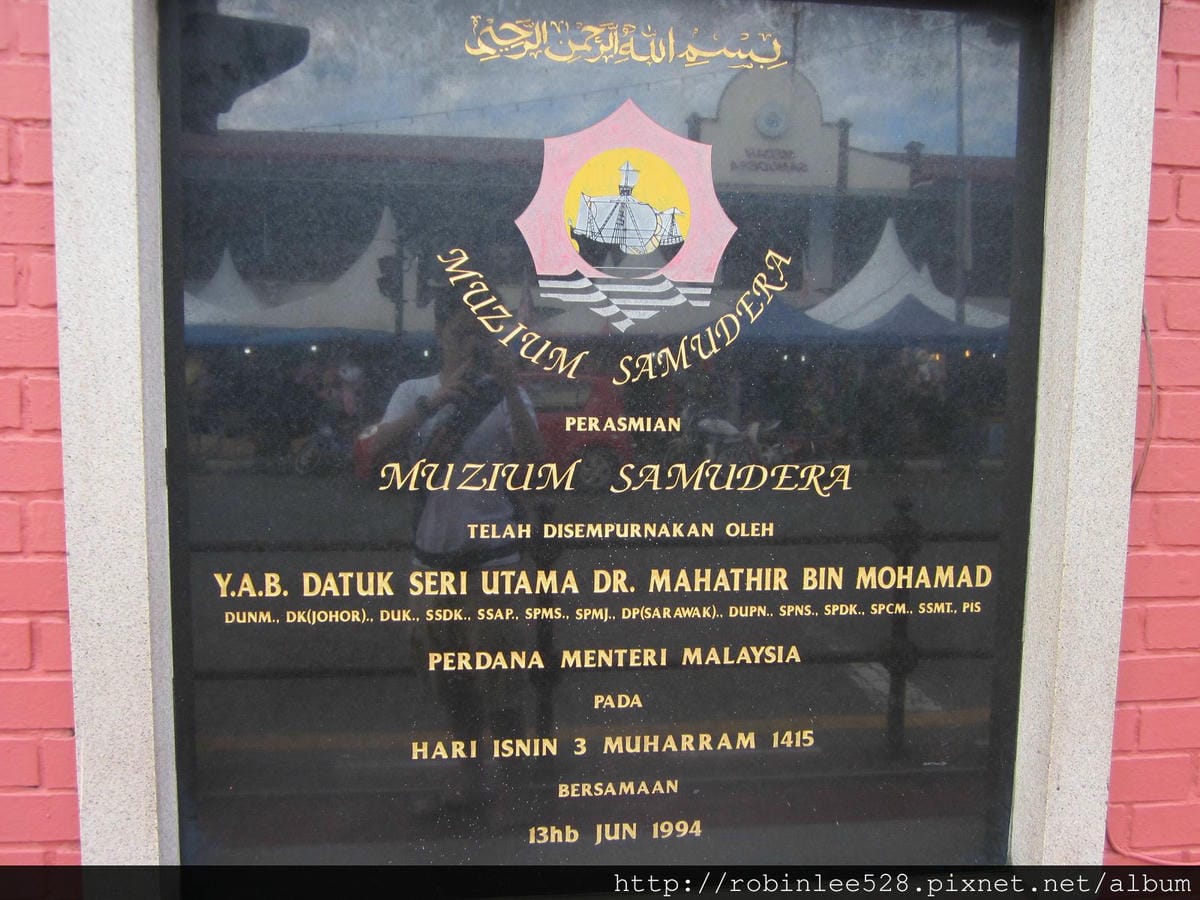 بسم الله الرحمن الرحيم
MUZIUM SAMUDERA
PERASMIAN
MUZIUM SAMUDERA
TELAH DISEMPURNAKAN OLEH
Y.A.B. DATUK SERI UTAMA DR. MAHATHIR BIN MOHAMAD
DUNM., DK(JOHOR)., DUK., SSDK., SSAP., SPMS., SPMJ., DP(SARAWAK)., DUPN., SPNS., SPDK., SPCM., SSMT., PIS
PERDANA MENTERI MALAYSIA
PADA
HARI ISNIN 3 MUHARRAM 1415
BERSAMAAN
13hb JUN 1994
http://robinlee528.pixnet.net/album